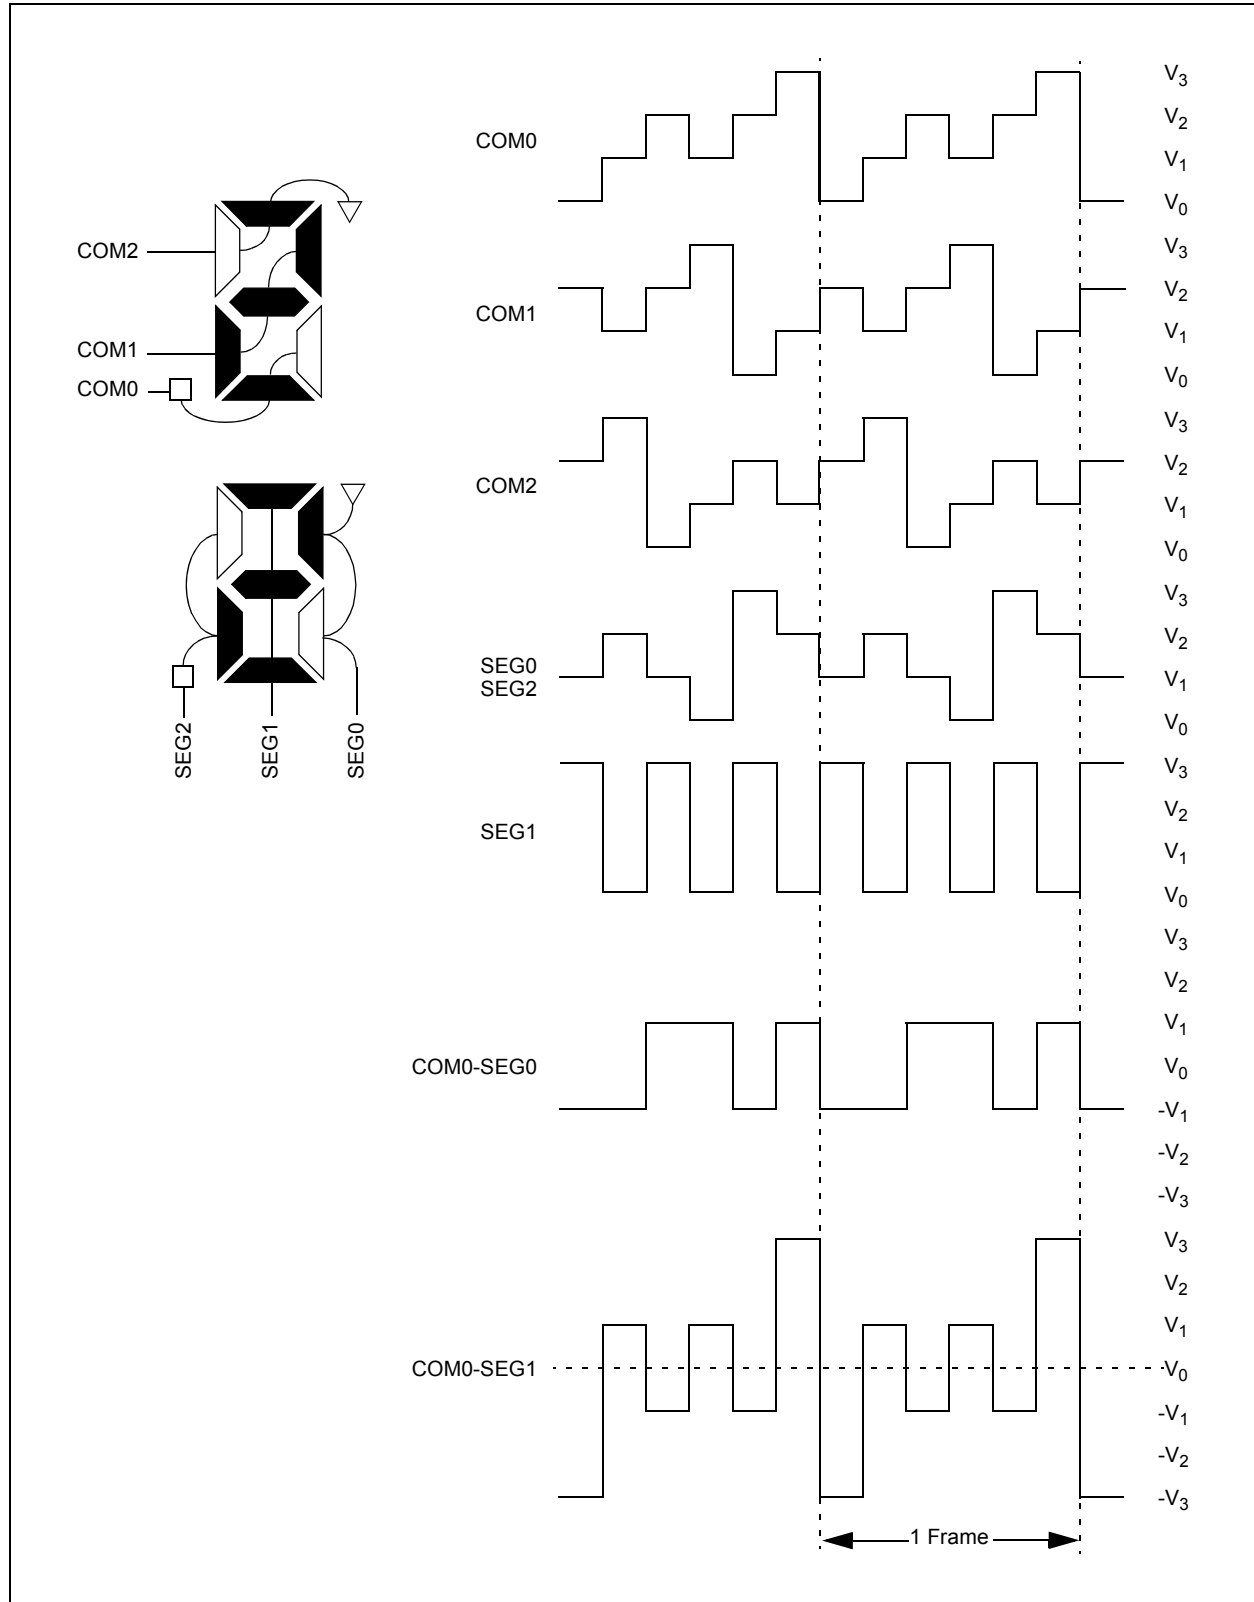 COM2
COM1
COM0
SEG2
SEG1
SEG0
COM0
V3
V2
V1
V0
COM1
V3
V2
V1
V0
COM2
V3
V2
V1
V0
SEG0
SEG2
V3
V2
V1
V0
SEG1
V3
V2
V1
V0
COM0-SEG0
V3
V2
V1
V0
-V1
-V2
-V3
COM0-SEG1
V3
V2
V1
V0
-V1
-V2
-V3
1 Frame